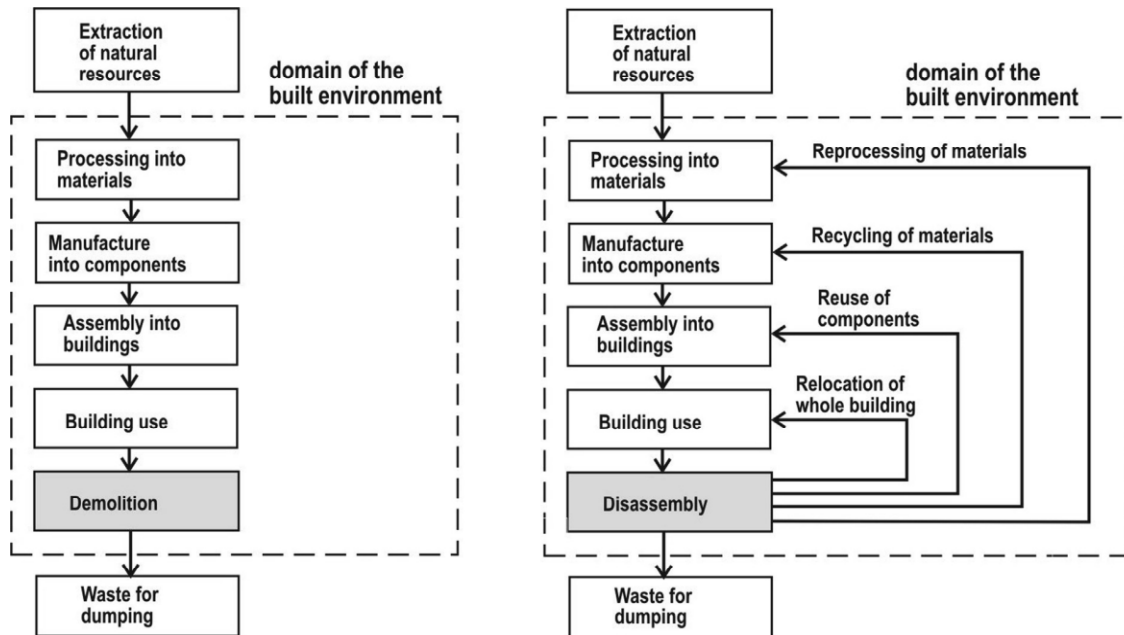 Extraction
of natural
resources
domain of the
built environment
Processing into
materials
Manufacture
into components
Assembly into
buildings
Building use
Demolition
Waste for
dumping
Extraction
of natural
resources
domain of the
built environment
Processing into
materials
Reprocessing of materials
Manufacture
into components
Recycling of materials
Assembly into
buildings
Reuse of
components
Building use
Relocation of
whole building
Disassembly
Waste for
dumping